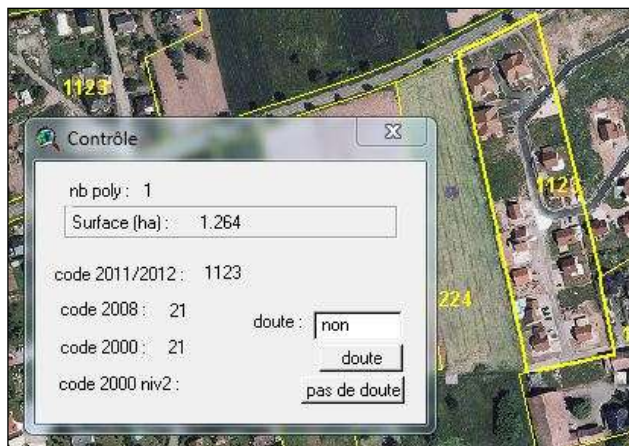 1123
Contrôle
nb poly : 1
Surface (ha) : 1.264
code 2011/2012 : 1123
code 2008 : 21
doute : non
code 2000 : 21
doute
code 2000 niv2 :
pas de doute
1123
224